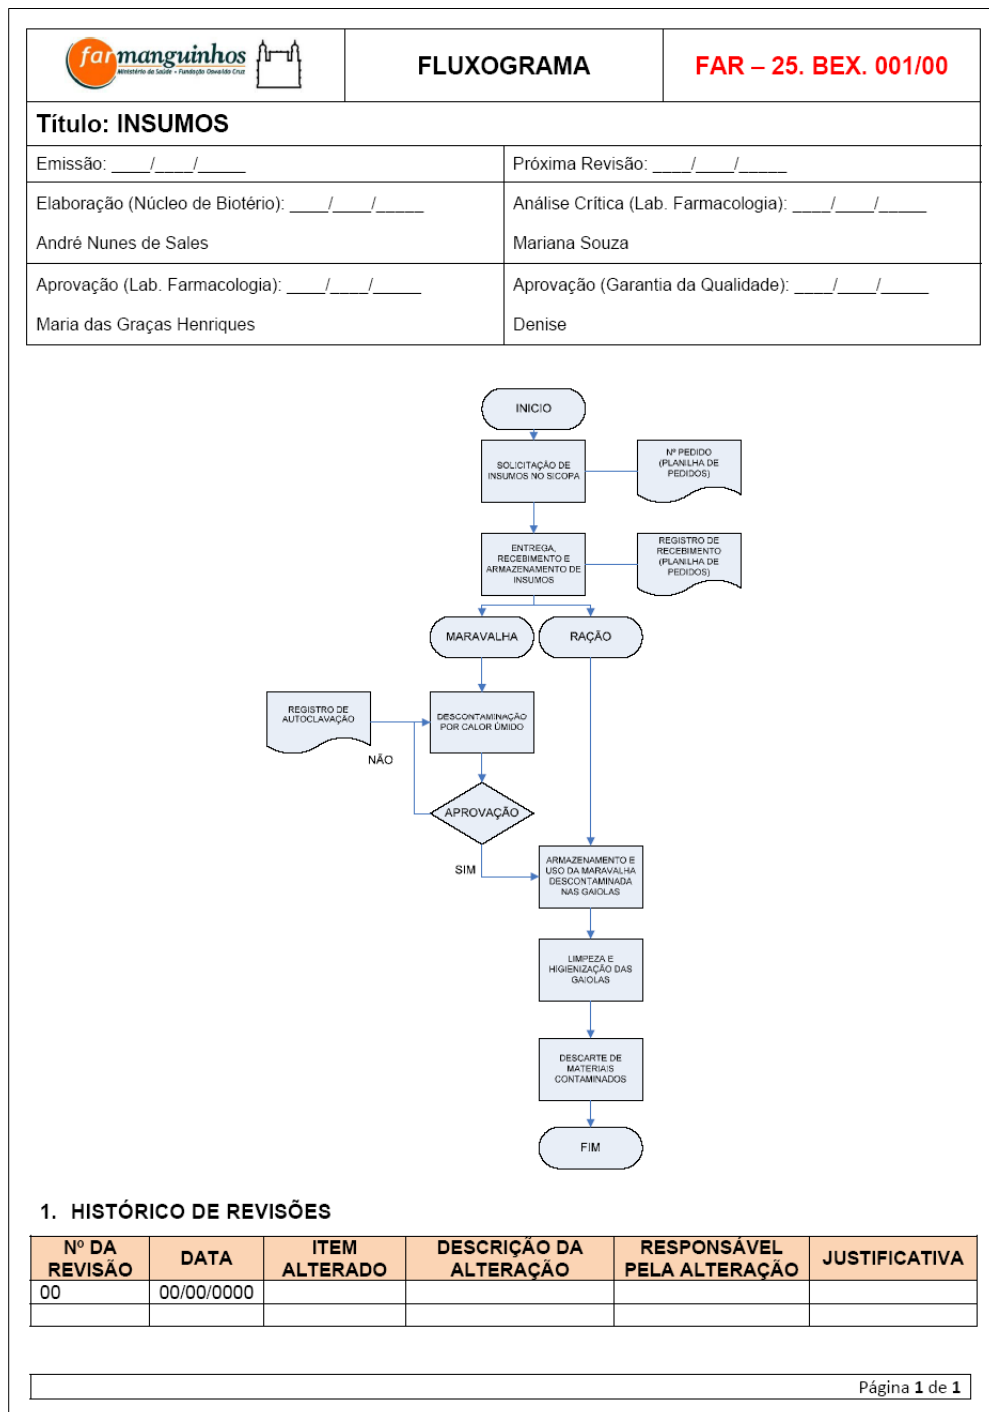 farmanguinhos
Ministério da Saúde - Fundação Oswaldo Cruz
FLUXOGRAMA
FAR – 25. BEX. 001/00
Título: INSUMOS
Emissão: ____/____/_____
Próxima Revisão: ____/____/_____
Elaboração (Núcleo de Biotério): ____/____/_____
André Nunes de Sales
Análise Crítica (Lab. Farmacologia): ____/____/_____
Mariana Souza
Aprovação (Lab. Farmacologia): ____/____/_____
Maria das Graças Henriques
Aprovação (Garantia da Qualidade): ____/____/_____
Denise
INICIO
SOLICITAÇÃO DE
INSUMOS NO SICOPA
Nº PEDIDO
(PLANILHA DE
PEDIDOS)
ENTREGA,
RECEBIMENTO E
ARMAZENAMENTO DE
INSUMOS
REGISTRO DE
RECEBIMENTO
(PLANILHA DE
PEDIDOS)
MARAVALHA
RAÇÃO
REGISTRO DE
AUTOCLAVAÇÃO
DESCONTAMINAÇÃO
POR CALOR ÚMIDO
NÃO
APROVAÇÃO
SIM
ARMAZENAMENTO E
USO DA MARAVALHA
DESCONTAMINADA
NAS GAIOLAS
LIMPEZA E
HIGIENIZAÇÃO DAS
GAIOLAS
DESCARTE DE
MATERIAIS
CONTAMINADOS
FIM
1. HISTÓRICO DE REVISÕES
Nº DA
REVISÃO
DATA
ITEM
ALTERADO
DESCRIÇÃO DA
ALTERAÇÃO
RESPONSÁVEL
PELA ALTERAÇÃO
JUSTIFICATIVA
00
00/00/0000
Página 1 de 1